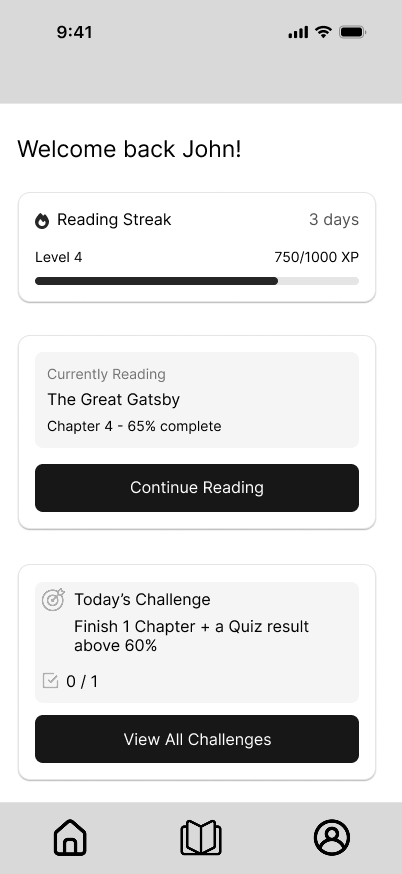 9:41
Welcome back John!
Reading Streak
3 days
Level 4
750/1000 XP
Currently Reading
The Great Gatsby
Chapter 4 - 65% complete
Continue Reading
Today’s Challenge
Finish 1 Chapter + a Quiz result
above 60%
0 / 1
View All Challenges